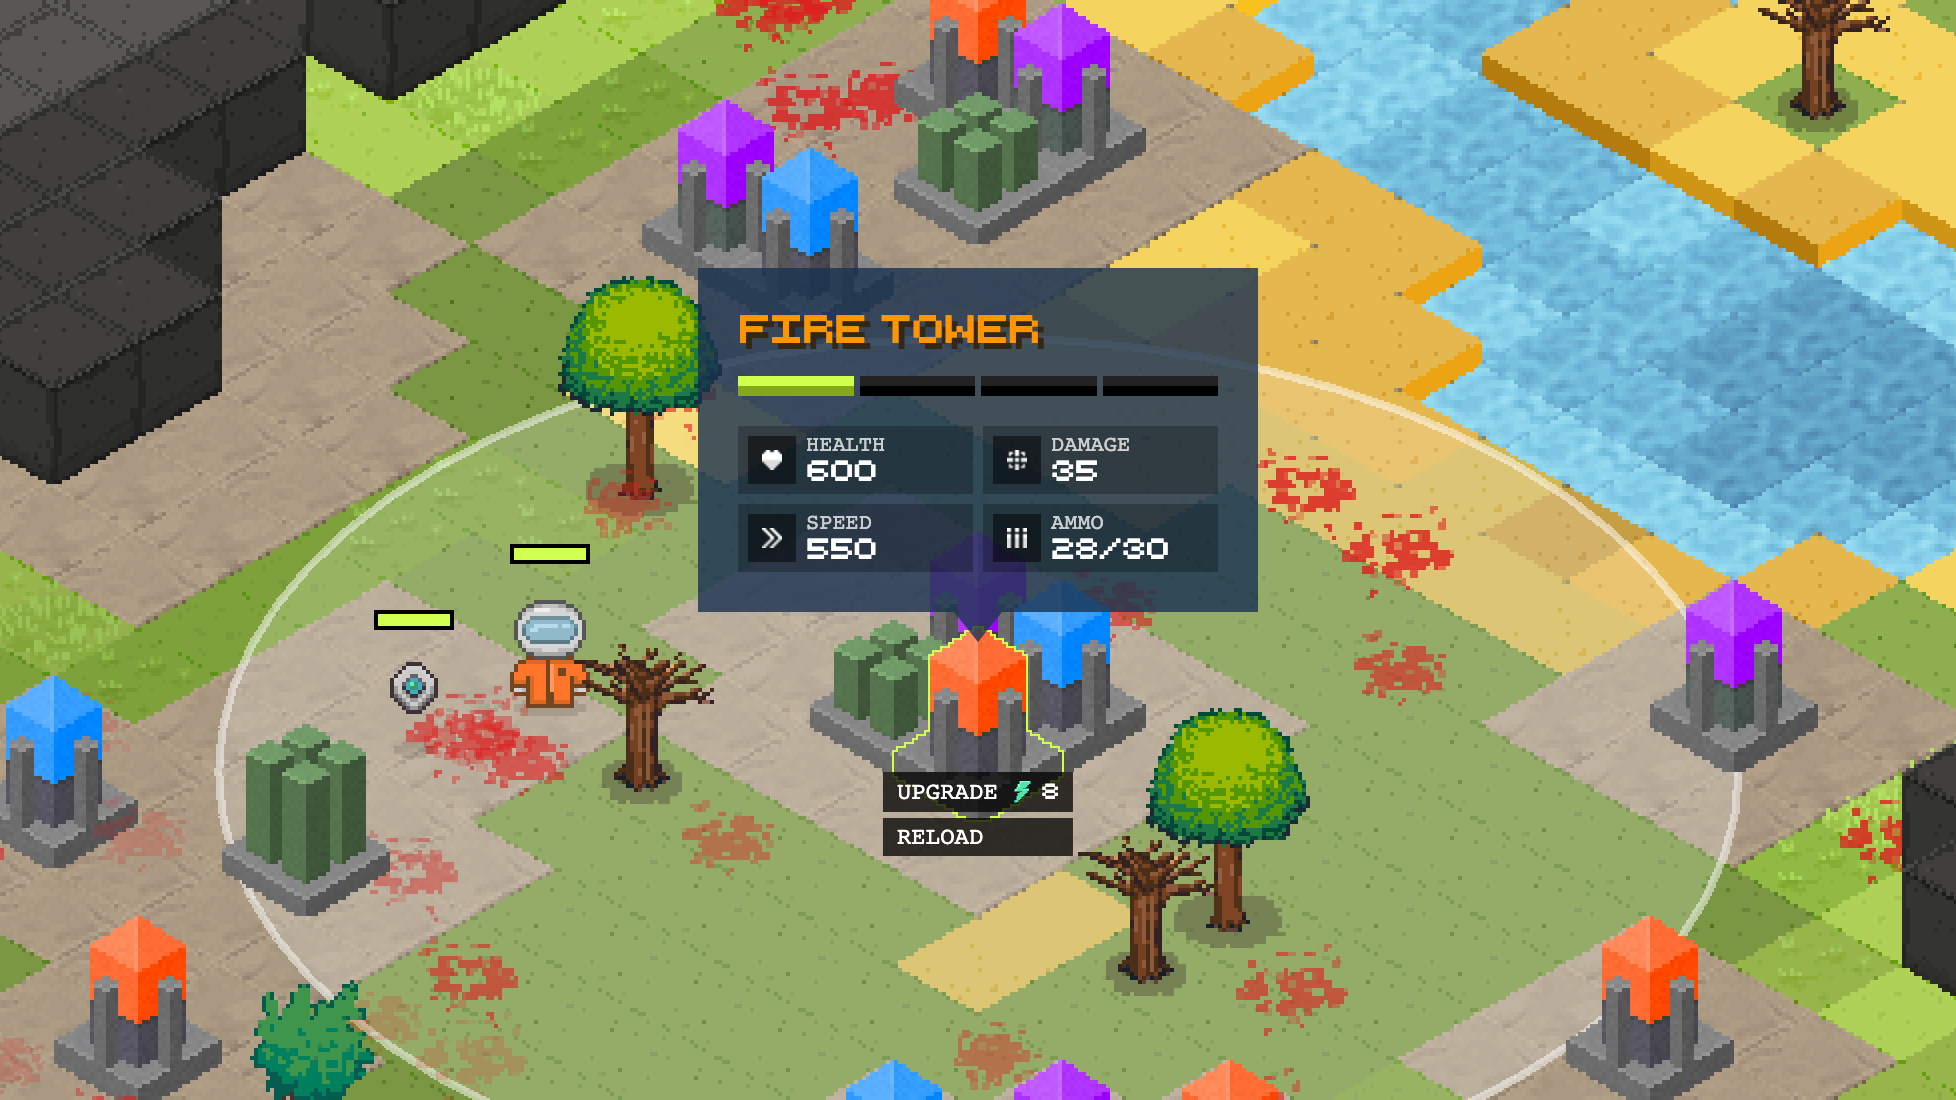 FIRE TOWER
HEALTH
600
DAMAGE
35
SPEED
550
AMMO
28/30
UPGRADE 8
RELOAD